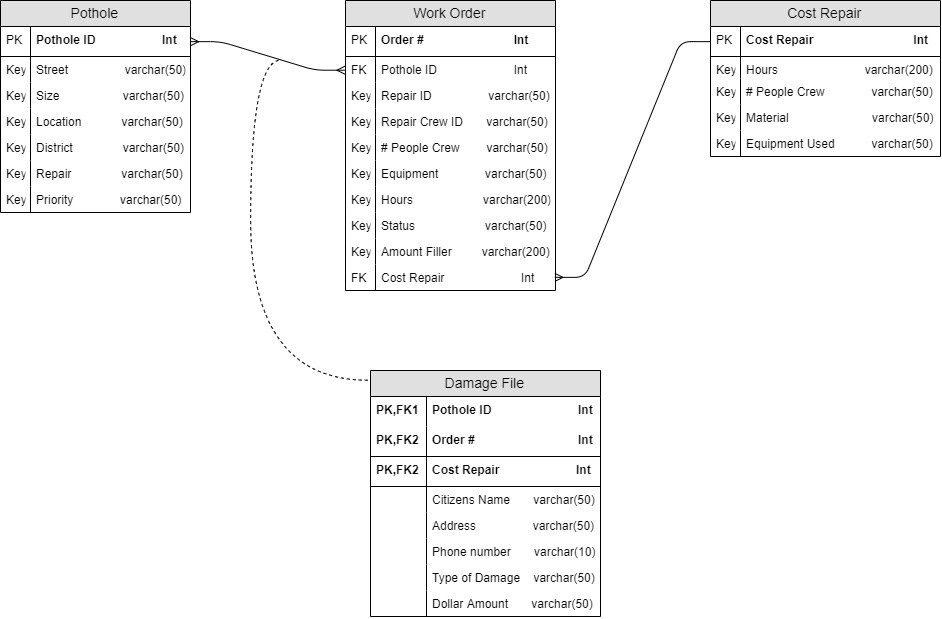 Pothole
PK Pothole ID Int
Key Street varchar(50)
Key Size varchar(50)
Key Location varchar(50)
Key District varchar(50)
Key Repair varchar(50)
Key Priority varchar(50)
Work Order
PK Order # Int
FK Pothole ID Int
Key Repair ID varchar(50)
Key Repair Crew ID varchar(50)
Key # People Crew varchar(50)
Key Equipment varchar(50)
Key Hours varchar(200)
Key Status varchar(50)
Key Amount Filler varchar(200)
FK Cost Repair Int
Cost Repair
PK Cost Repair Int
Key Hours varchar(200)
Key # People Crew varchar(50)
Key Material varchar(50)
Key Equipment Used varchar(50)
Damage File
PK,FK1 Pothole ID Int
PK,FK2 Order # Int
PK,FK2 Cost Repair Int
Citizens Name varchar(50)
Address varchar(50)
Phone number varchar(10)
Type of Damage varchar(50)
Dollar Amount varchar(50)